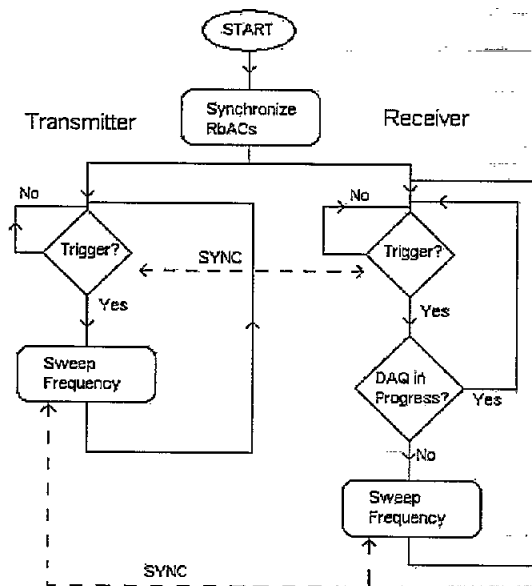 START
Synchronize
RbACs
Transmitter
Receiver
No
No
Trigger?
SYNC
Trigger?
Yes
Yes
Sweep
Frequency
DAQ in
Progress?
Yes
No
Sweep
Frequency
SYNC